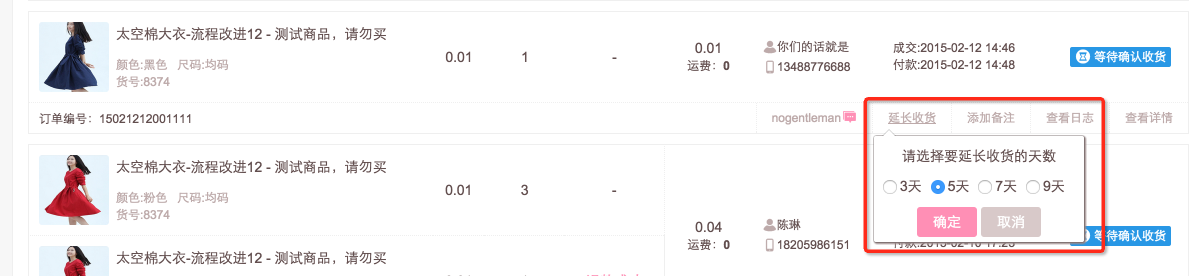 太空棉大衣-流程改进12 - 测试商品，请勿买
颜色:黑色 尺码:均码
货号:8374
0.01
1
-
0.01
运费：0
你们的话就是
13488776688
成交:2015-02-12 14:46
付款:2015-02-12 14:48
等待确认收货
订单编号：15021212001111
nogentleman
延长收货
添加备注
查看日志
查看详情
请选择要延长收货的天数
3天 5天 7天 9天
确定 取消
太空棉大衣-流程改进12 - 测试商品，请勿买
颜色:粉色 尺码:均码
货号:8374
0.01
3
-
0.04
运费：0
陈琳
18205986151
等待确认收货
太空棉大衣-流程改进12 - 测试商品，请勿买